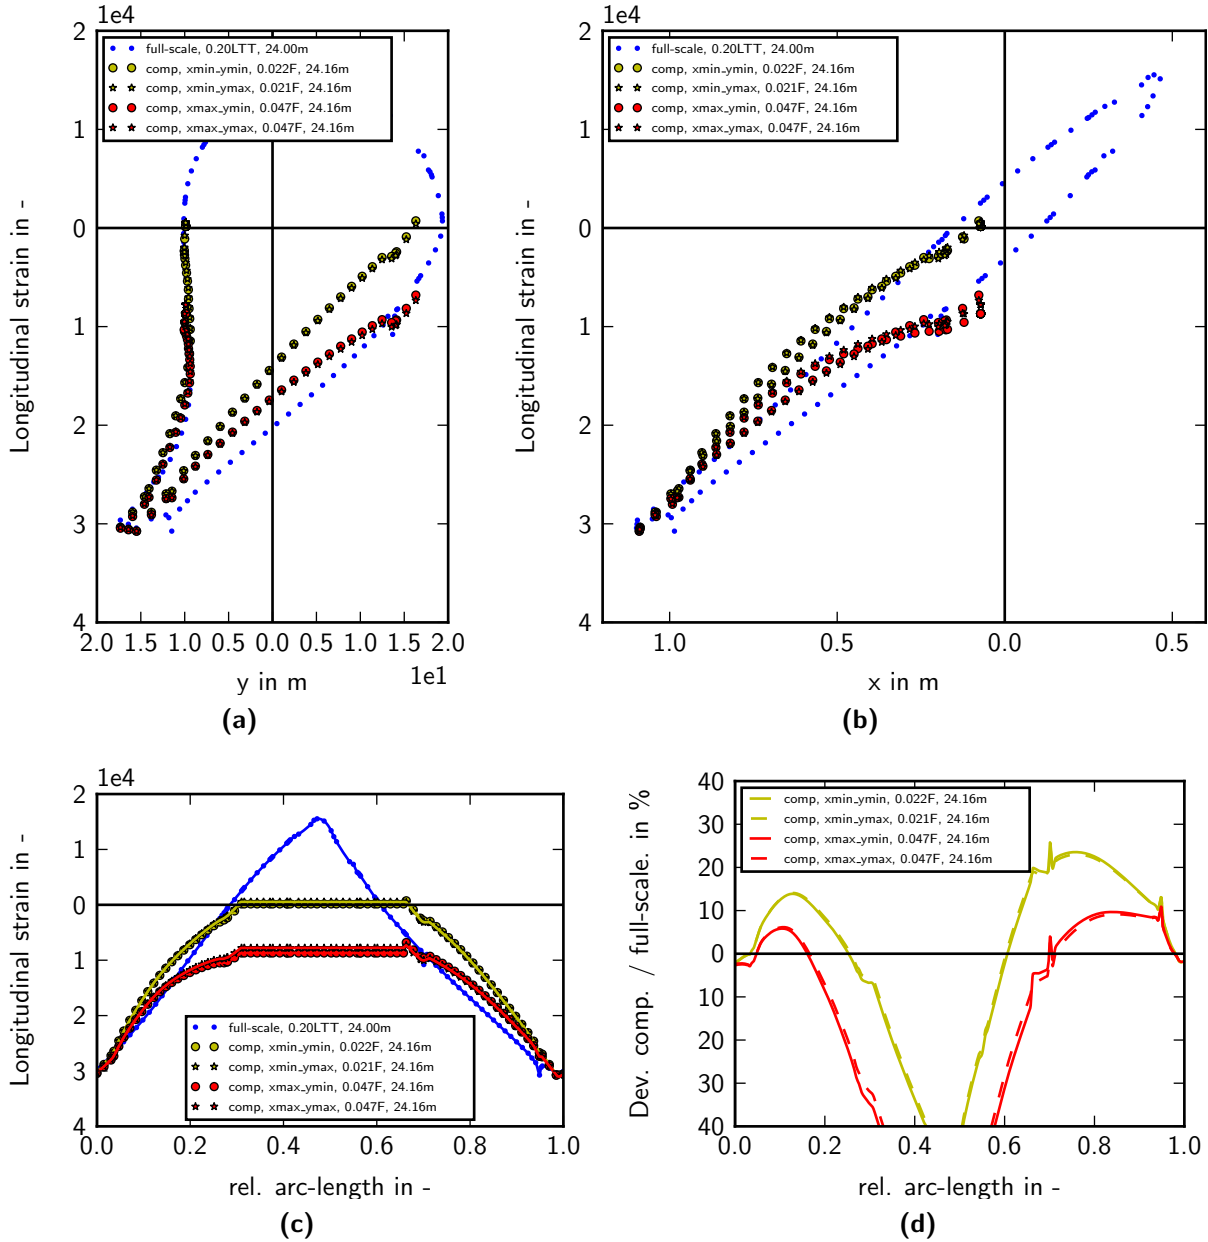 1e4
2
1
0
1
2
3
4
Longitudinal strain in -
full-scale, 0.20LTT, 24.00m
comp, xmin_ymin, 0.022F, 24.16m
comp, xmin_ymax, 0.021F, 24.16m
comp, xmax_ymin, 0.047F, 24.16m
comp, xmax_ymax, 0.047F, 24.16m
2.0 1.5 1.0 0.5 0.0 0.5 1.0 1.5 2.0
1e1
y in m
(a)
1e4
2
1
0
1
2
3
4
Longitudinal strain in -
full-scale, 0.20LTT, 24.00m
comp, xmin_ymin, 0.022F, 24.16m
comp, xmin_ymax, 0.021F, 24.16m
comp, xmax_ymin, 0.047F, 24.16m
comp, xmax_ymax, 0.047F, 24.16m
1.0 0.5 0.0 0.5
x in m
(b)
1e4
2
1
0
1
2
3
4
Longitudinal strain in -
full-scale, 0.20LTT, 24.00m
comp, xmin_ymin, 0.022F, 24.16m
comp, xmin_ymax, 0.021F, 24.16m
comp, xmax_ymin, 0.047F, 24.16m
comp, xmax_ymax, 0.047F, 24.16m
0.0 0.2 0.4 0.6 0.8 1.0
rel. arc-length in -
(c)
40
30
20
10
0
10
20
30
40
Dev. comp. / full-scale. in %
comp, xmin_ymin, 0.022F, 24.16m
comp, xmin_ymax, 0.021F, 24.16m
comp, xmax_ymin, 0.047F, 24.16m
comp, xmax_ymax, 0.047F, 24.16m
0.0 0.2 0.4 0.6 0.8 1.0
rel. arc-length in -
(d)